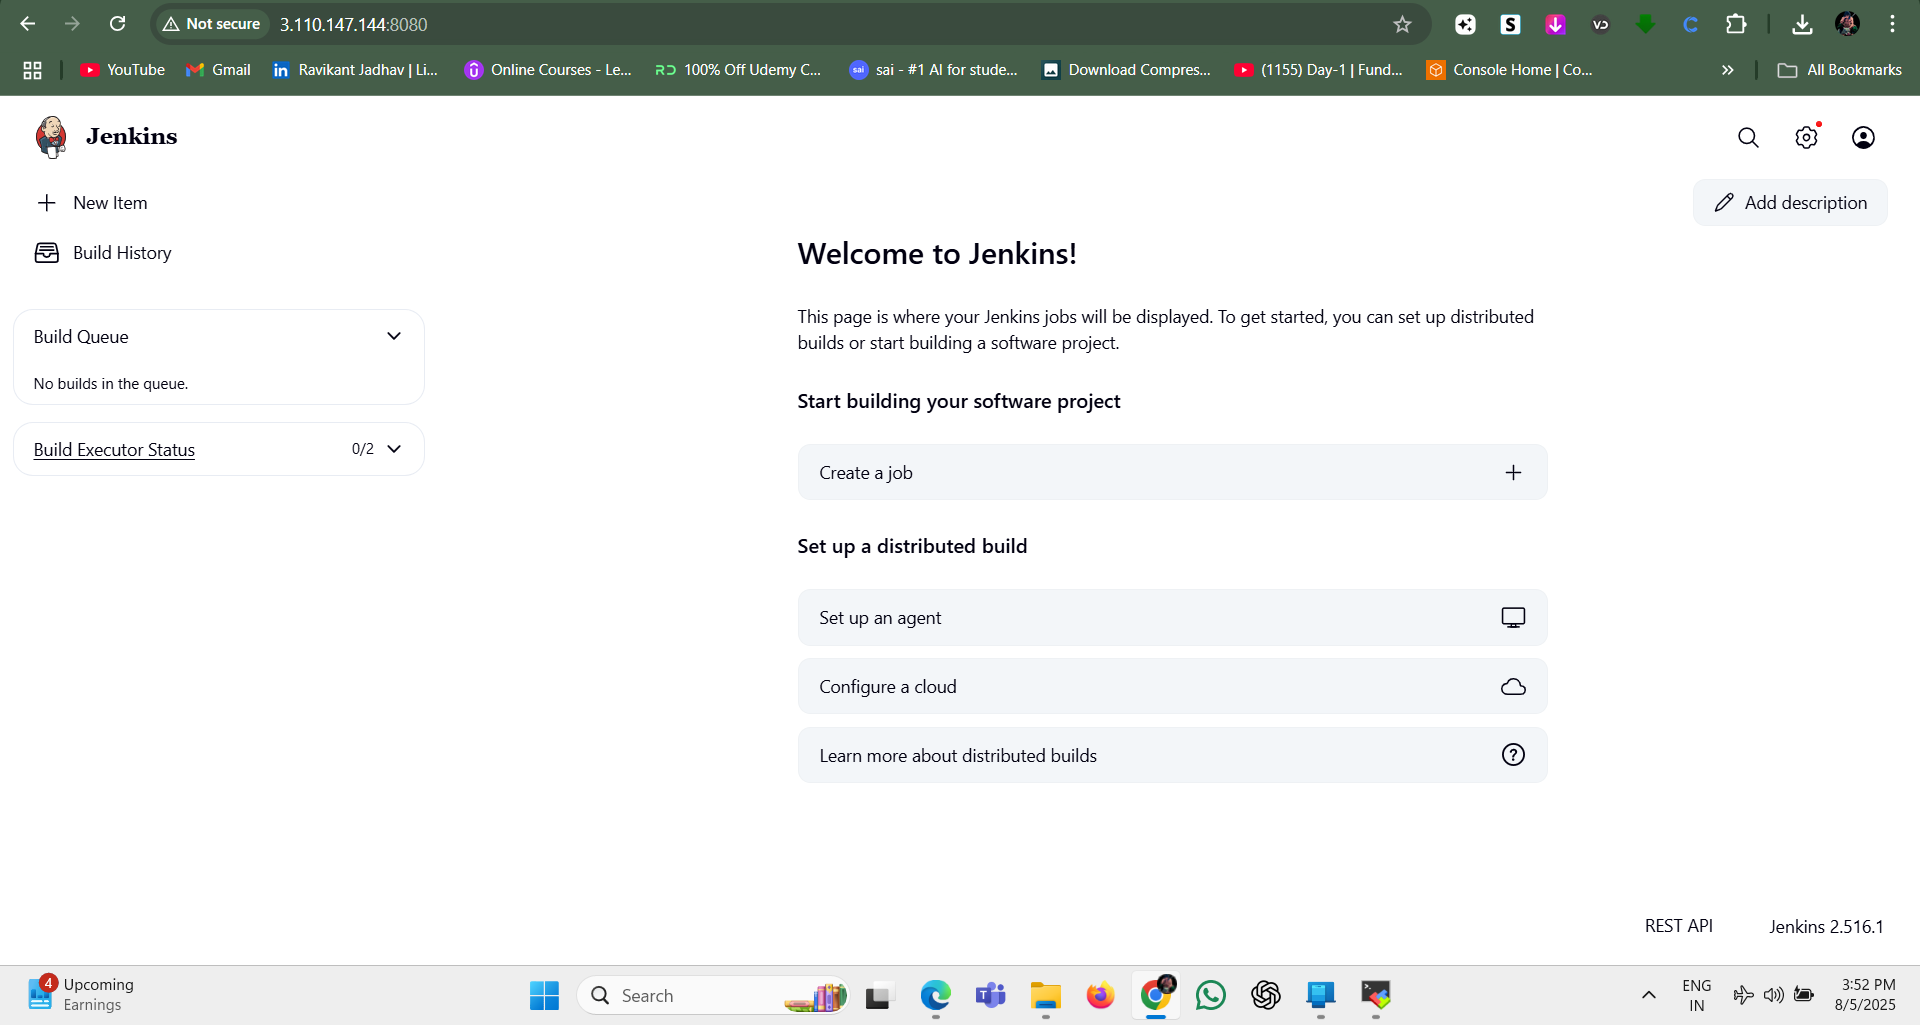 Not secure 3.110.147.144:8080
YouTube Gmail Ravikant Jadhav | Li... Online Courses - Le... 100% Off Udemy C... sai sai - #1 AI for stude... Download Compres... (1155) Day-1 | Fund... Console Home | Co... » All Bookmarks
Jenkins
New Item
Add description
Build History
Welcome to Jenkins!
This page is where your Jenkins jobs will be displayed. To get started, you can set up distributed
builds or start building a software project.
Build Queue
No builds in the queue.
Start building your software project
Build Executor Status 0/2
Create a job
Set up a distributed build
Set up an agent
Configure a cloud
Learn more about distributed builds
REST API Jenkins 2.516.1
4 Upcoming
Earnings
Search
ENG
IN
3:52 PM
8/5/2025